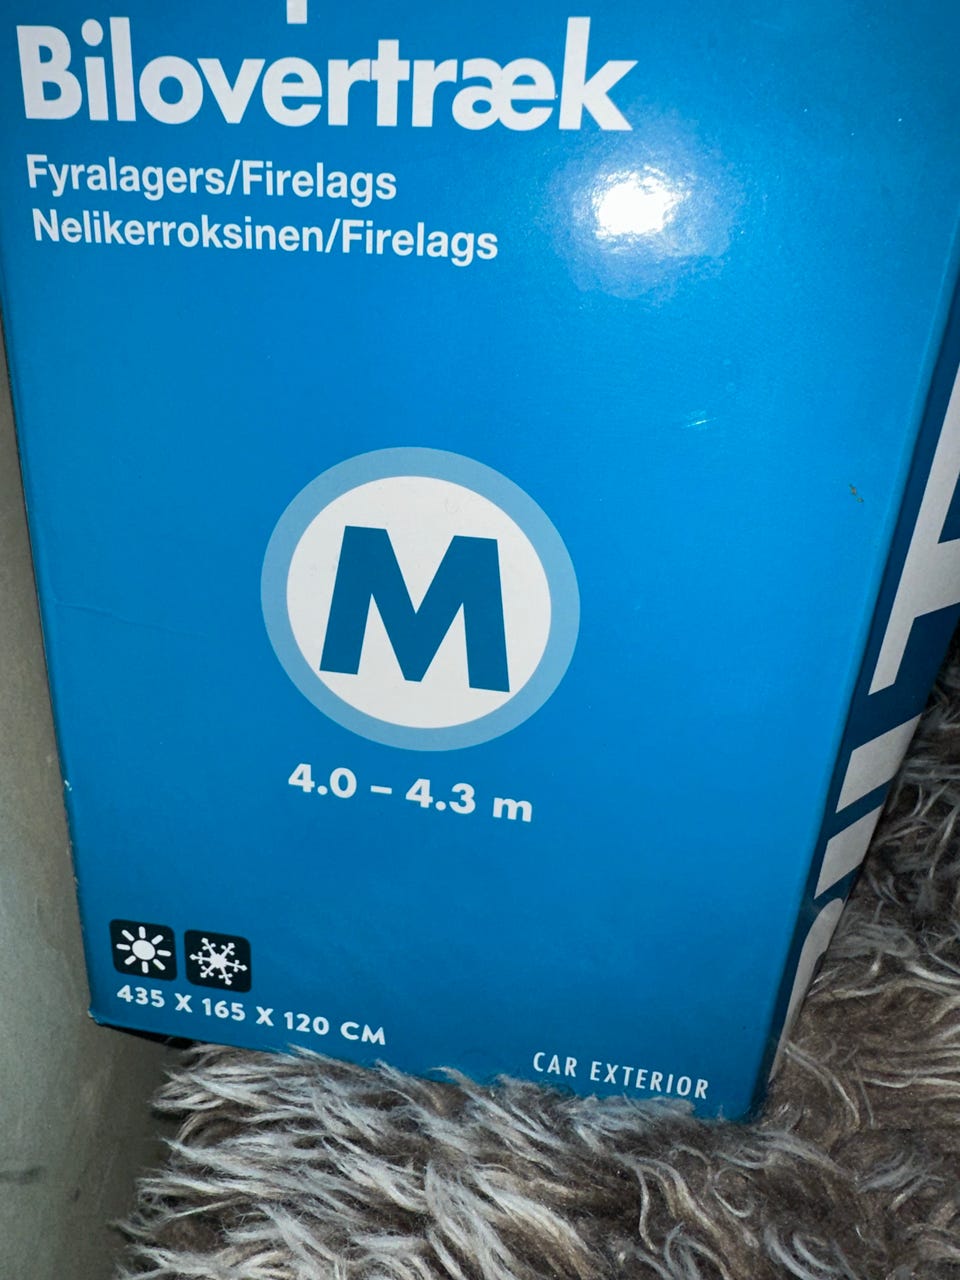 Bilovertræk
Fyralagers/Firelags
Nelikerroksinen/Firelags
M
4.0 – 4.3 m
435 X 165 X 120 CM
CAR EXTERIOR